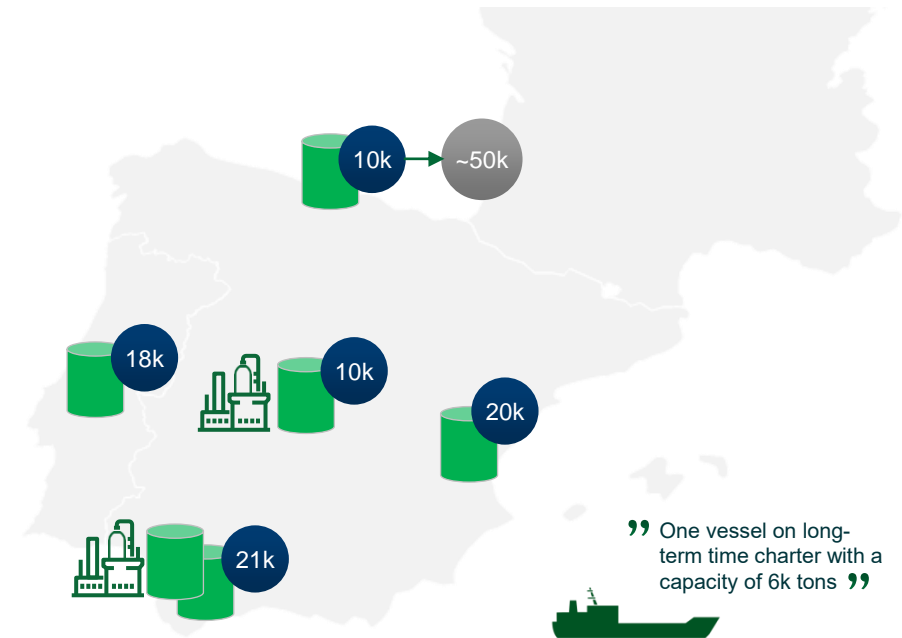 10k
~50k
18k
10k
20k
21k
” One vessel on long-
term time charter with a
capacity of 6k tons ”